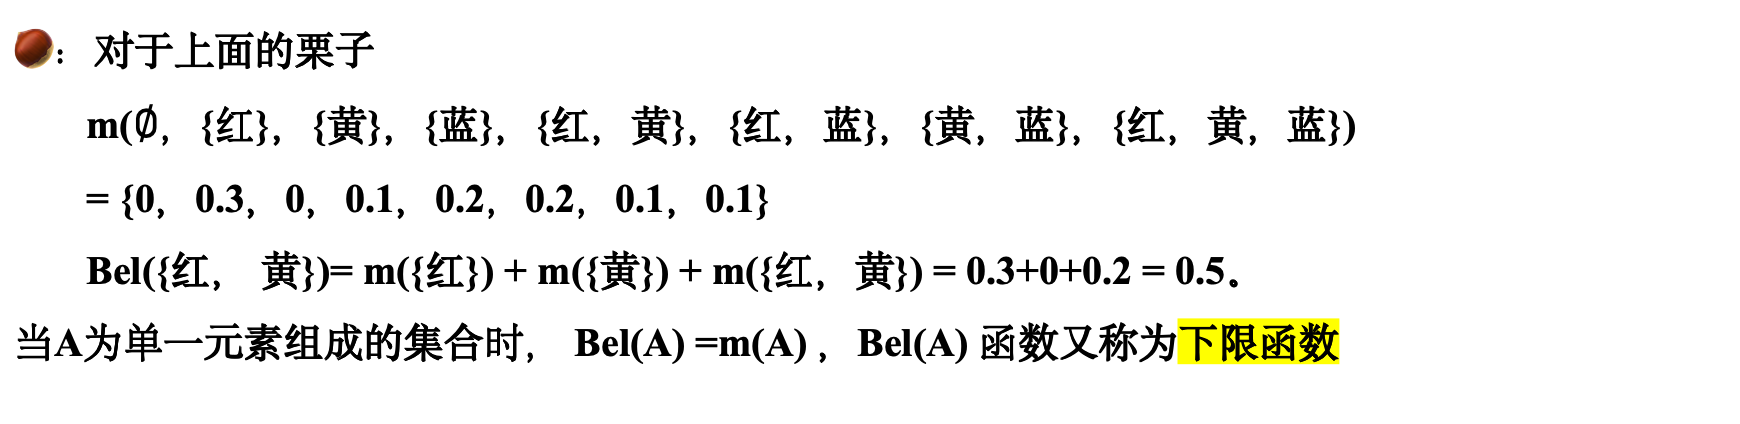 ： 对于上面的栗子
m(∅， {红}， {黄}， {蓝}， {红， 黄}， {红， 蓝}， {黄， 蓝}， {红， 黄， 蓝})
= {0， 0.3， 0， 0.1， 0.2， 0.2， 0.1， 0.1}
Bel({红， 黄})= m({红}) + m({黄}) + m({红， 黄}) = 0.3+0+0.2 = 0.5。
当A为单一元素组成的集合时， Bel(A) =m(A) ， Bel(A) 函数又称为下限函数